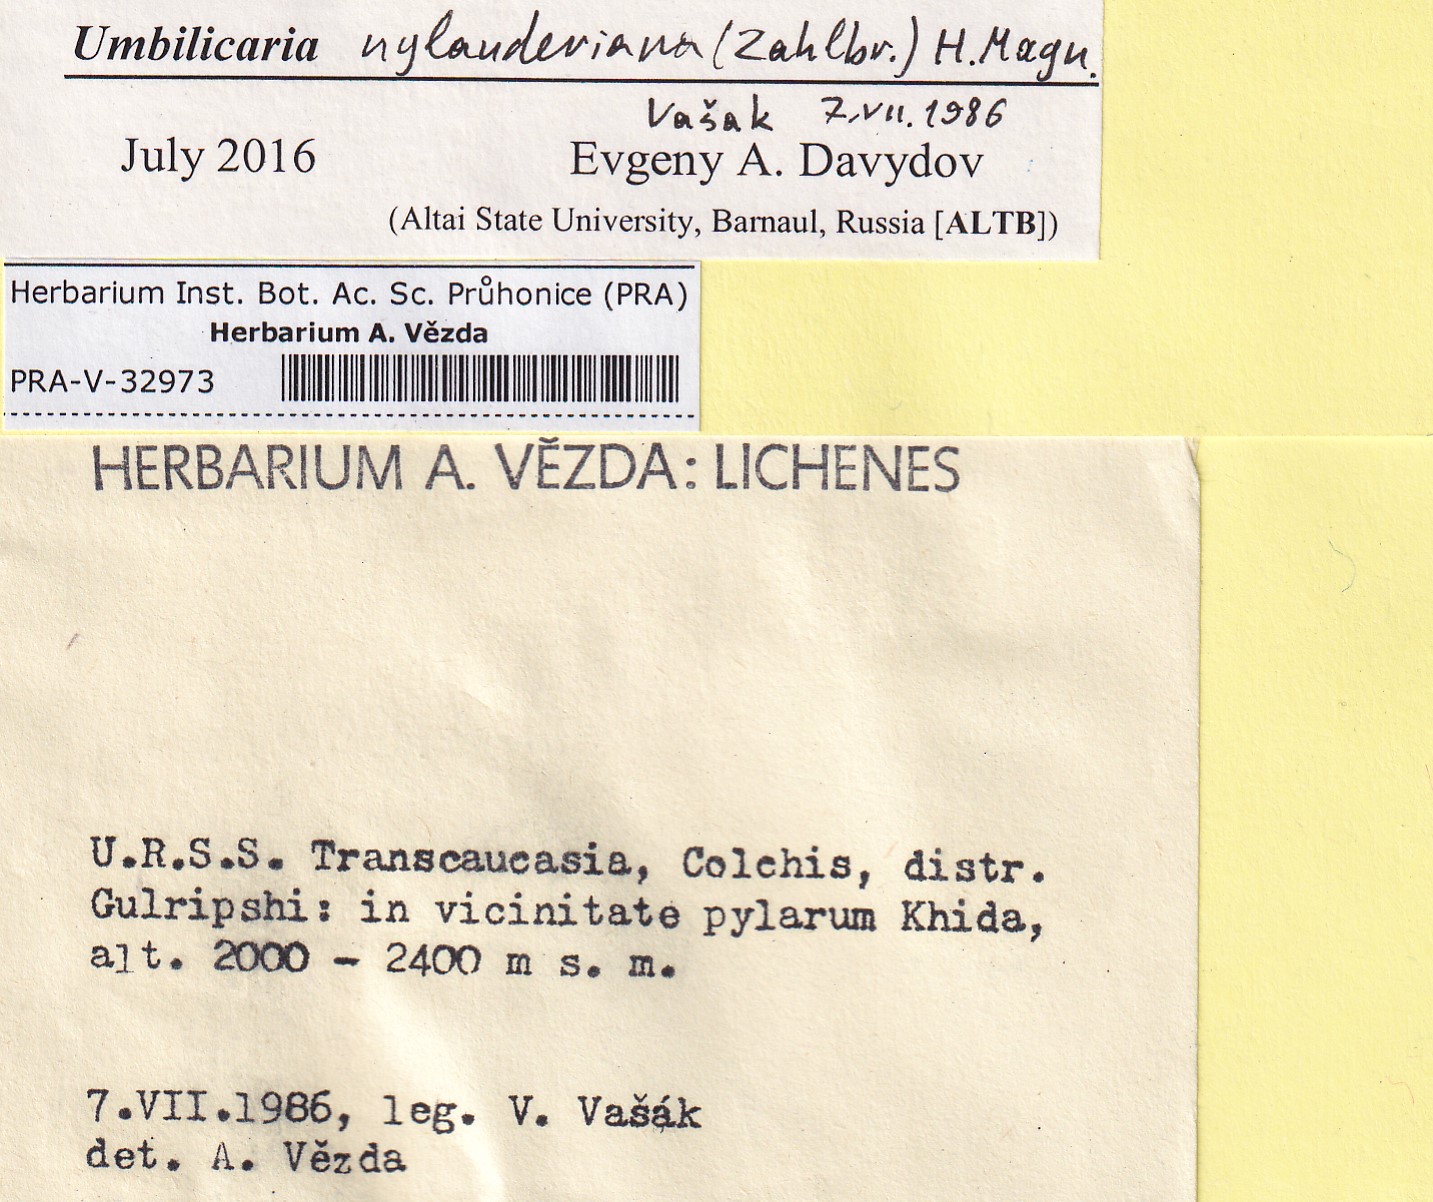 Umbilicaria nylanderiana (Zahlbr.) H.Magn.
Vašak 7.VII.1986
July 2016 Evgeny A. Davydov
(Altai State University, Barnaul, Russia [ALTB])
Herbarium Inst. Bot. Ac. Sc. Průhonice (PRA)
Herbarium A. Vězda
PRA-V-32973
HERBARIUM A. VĚZDA: LICHENES
U.R.S.S. Transcaucasia, Colchis, distr.
Gulripshi: in vicinitate pylarum Khida,
alt. 2000 - 2400 m s. m.
7.VII.1986, leg. V. Vašák
det. A. Vězda